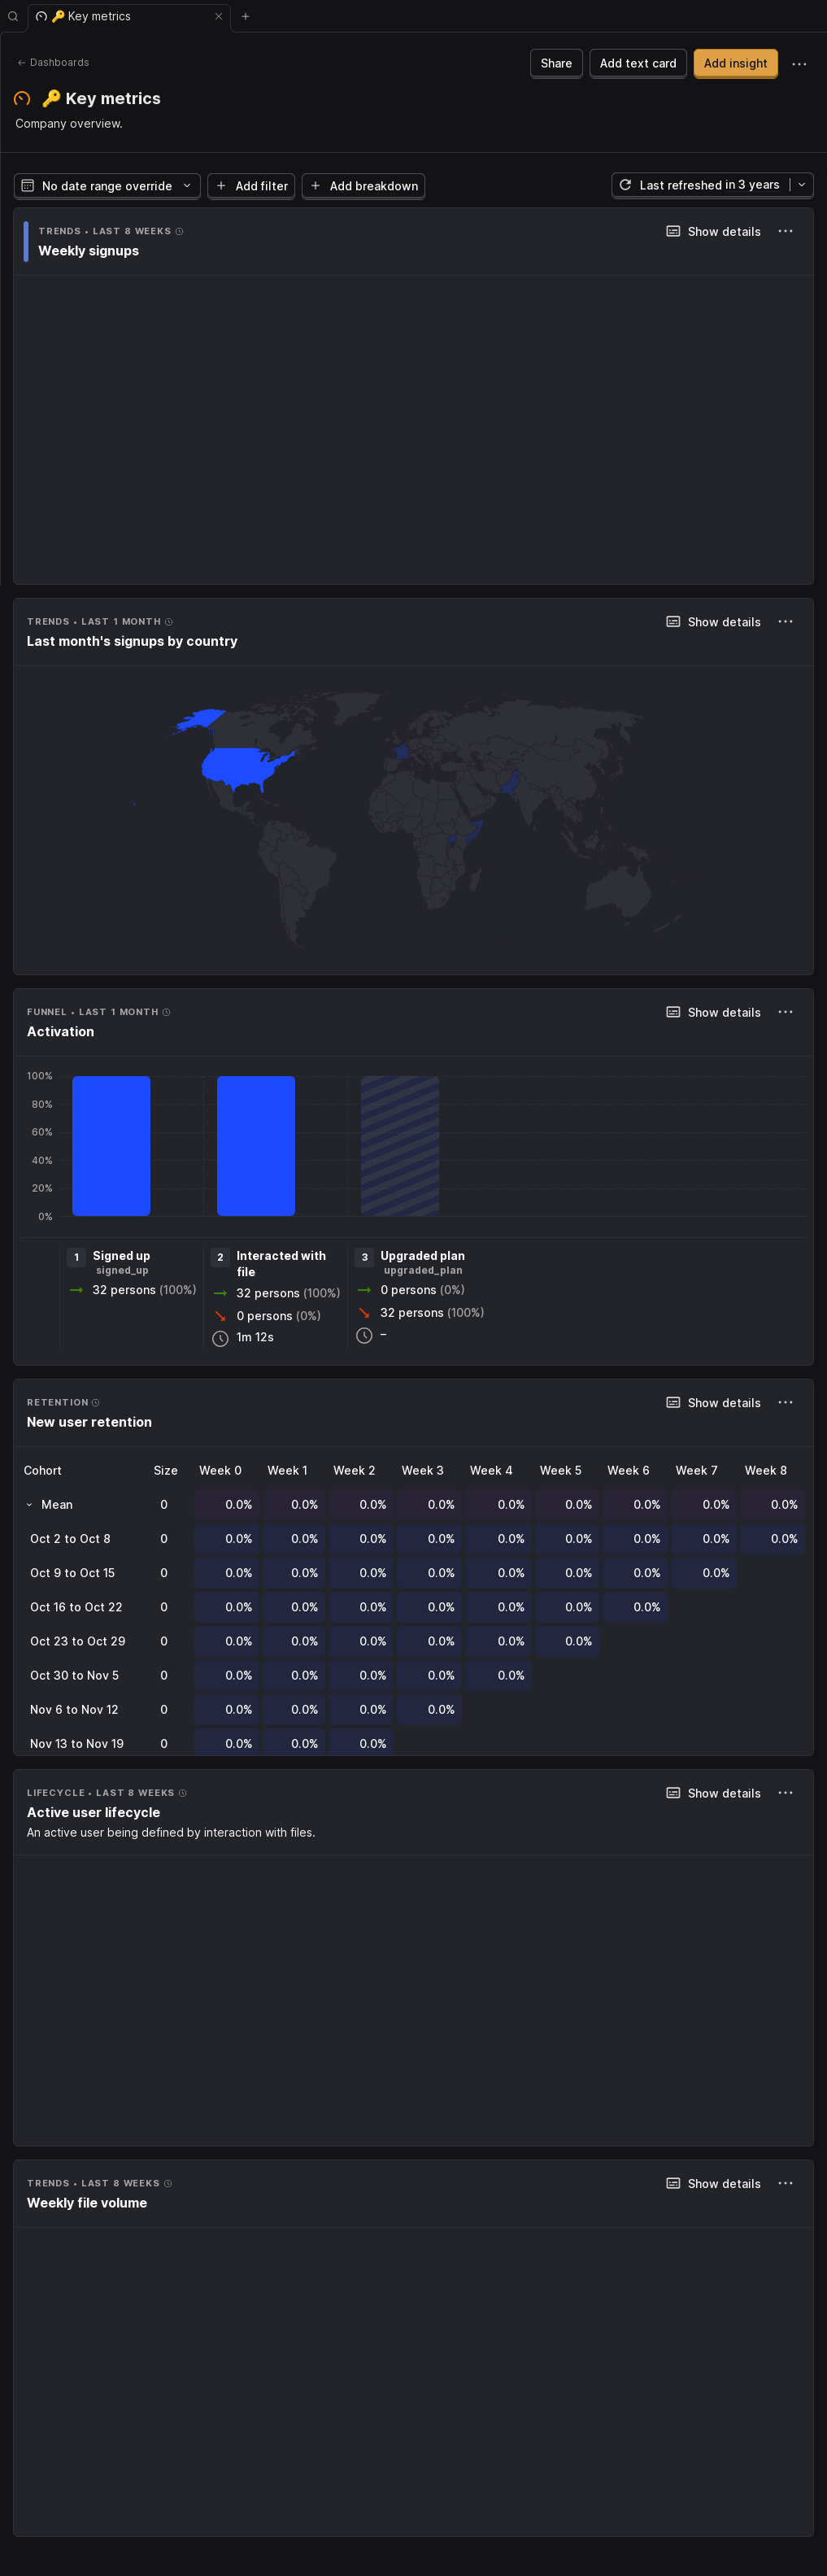 🔑 Key metrics
← Dashboards
Share
Add text card
Add insight
🔑 Key metrics
Company overview.
No date range override
Add filter
Add breakdown
Last refreshed in 3 years
TRENDS • LAST 8 WEEKS
Show details
Weekly signups
TRENDS • LAST 1 MONTH
Show details
Last month's signups by country
FUNNEL • LAST 1 MONTH
Show details
Activation
100%
80%
60%
40%
20%
0%
1 Signed up
signed_up
32 persons (100%)
2 Interacted with
file
32 persons (100%)
0 persons (0%)
1m 12s
3 Upgraded plan
upgraded_plan
0 persons (0%)
32 persons (100%)
–
RETENTION
Show details
New user retention
Cohort Size Week 0 Week 1 Week 2 Week 3 Week 4 Week 5 Week 6 Week 7 Week 8
Mean 0 0.0% 0.0% 0.0% 0.0% 0.0% 0.0% 0.0% 0.0% 0.0%
Oct 2 to Oct 8 0 0.0% 0.0% 0.0% 0.0% 0.0% 0.0% 0.0% 0.0% 0.0%
Oct 9 to Oct 15 0 0.0% 0.0% 0.0% 0.0% 0.0% 0.0% 0.0% 0.0%
Oct 16 to Oct 22 0 0.0% 0.0% 0.0% 0.0% 0.0% 0.0% 0.0%
Oct 23 to Oct 29 0 0.0% 0.0% 0.0% 0.0% 0.0% 0.0%
Oct 30 to Nov 5 0 0.0% 0.0% 0.0% 0.0% 0.0%
Nov 6 to Nov 12 0 0.0% 0.0% 0.0% 0.0%
Nov 13 to Nov 19 0 0.0% 0.0% 0.0%
LIFECYCLE • LAST 8 WEEKS
Show details
Active user lifecycle
An active user being defined by interaction with files.
TRENDS • LAST 8 WEEKS
Show details
Weekly file volume